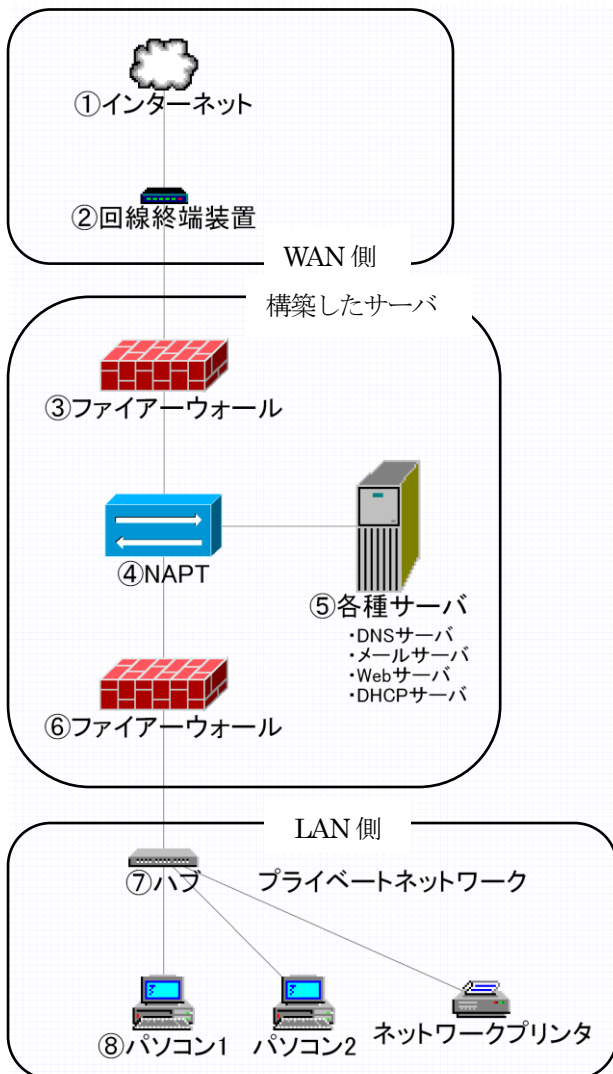 ①インターネット
②回線終端装置
WAN 側
構築したサーバ
③ファイアーウォール
④NAPT
⑤各種サーバ
・DNSサーバ
・メールサーバ
・Webサーバ
・DHCPサーバ
⑥ファイアーウォール
LAN 側
⑦ハブ
プライベートネットワーク
⑧パソコン1
パソコン2
ネットワークプリンタ